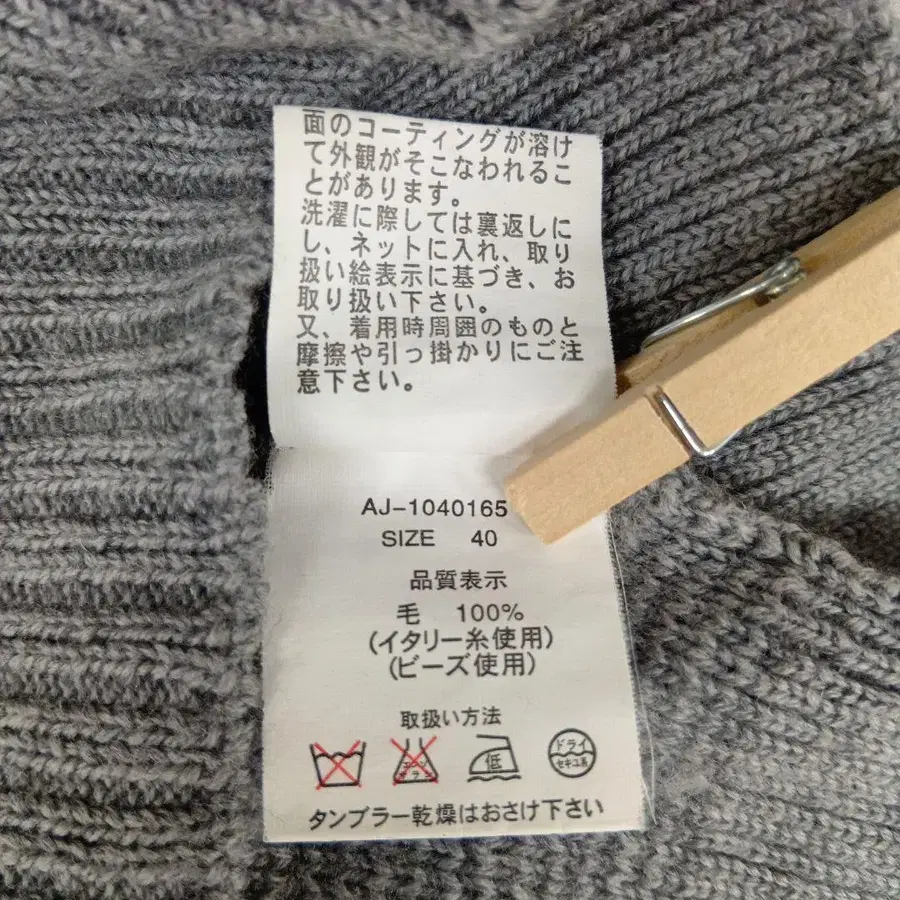 面のコーティングが溶け
て外観がそこなわれるこ
とがあります。
洗濯に際しては裏返しに
し、ネットに入れ、取り
扱い絵表示に基づき、お
取り扱い下さい。
又、着用時周囲のものと
摩擦や引っ掛かりにご注
意下さい。
AJ-1040165
SIZE 40
品質表示
毛 100%
(イタリー糸使用)
(ビーズ使用)
取扱い方法
エンソサラシ
低
ドライ
セキユ系
タンブラー乾燥はおさけ下さい